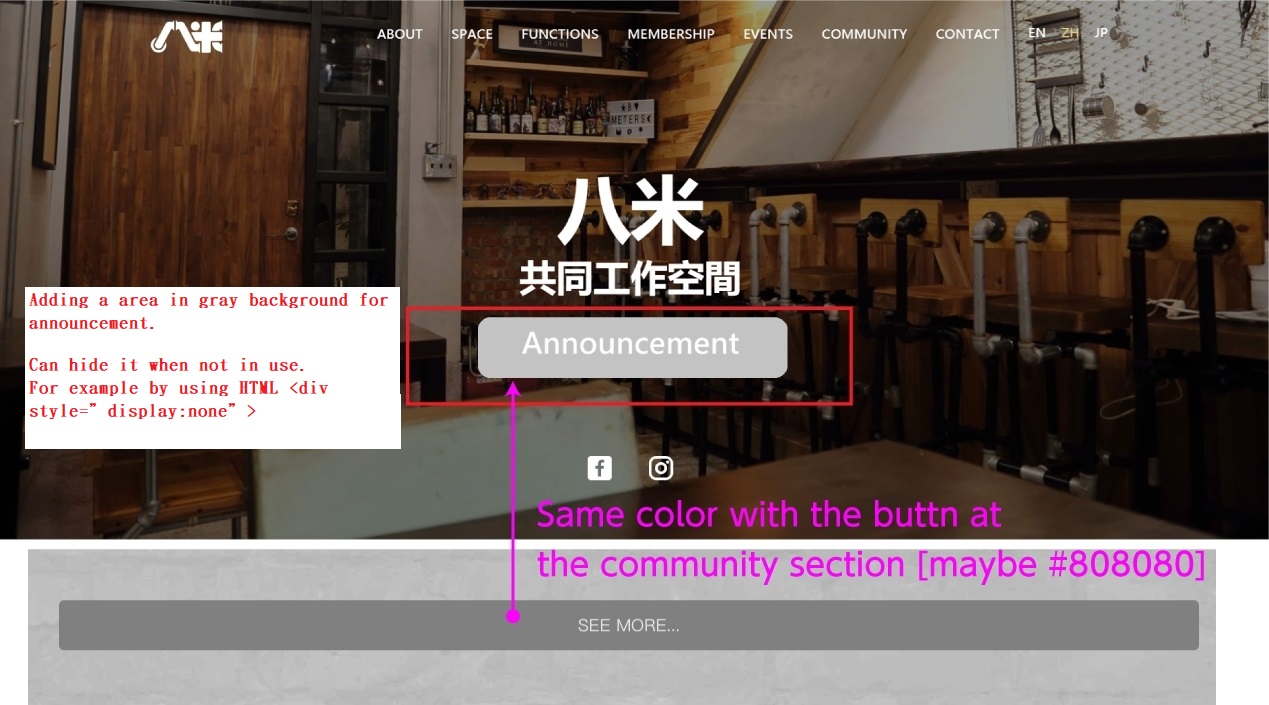 八米
ABOUT SPACE FUNCTIONS MEMBERSHIP EVENTS COMMUNITY CONTACT EN ZH JP
AT HOME
METERS
八米
共同工作空間
Adding a area in gray background for
announcement.
Can hide it when not in use.
For example by using HTML <div
style=”display:none”>
Announcement
Same color with the buttn at
the community section [maybe #808080]
SEE MORE...